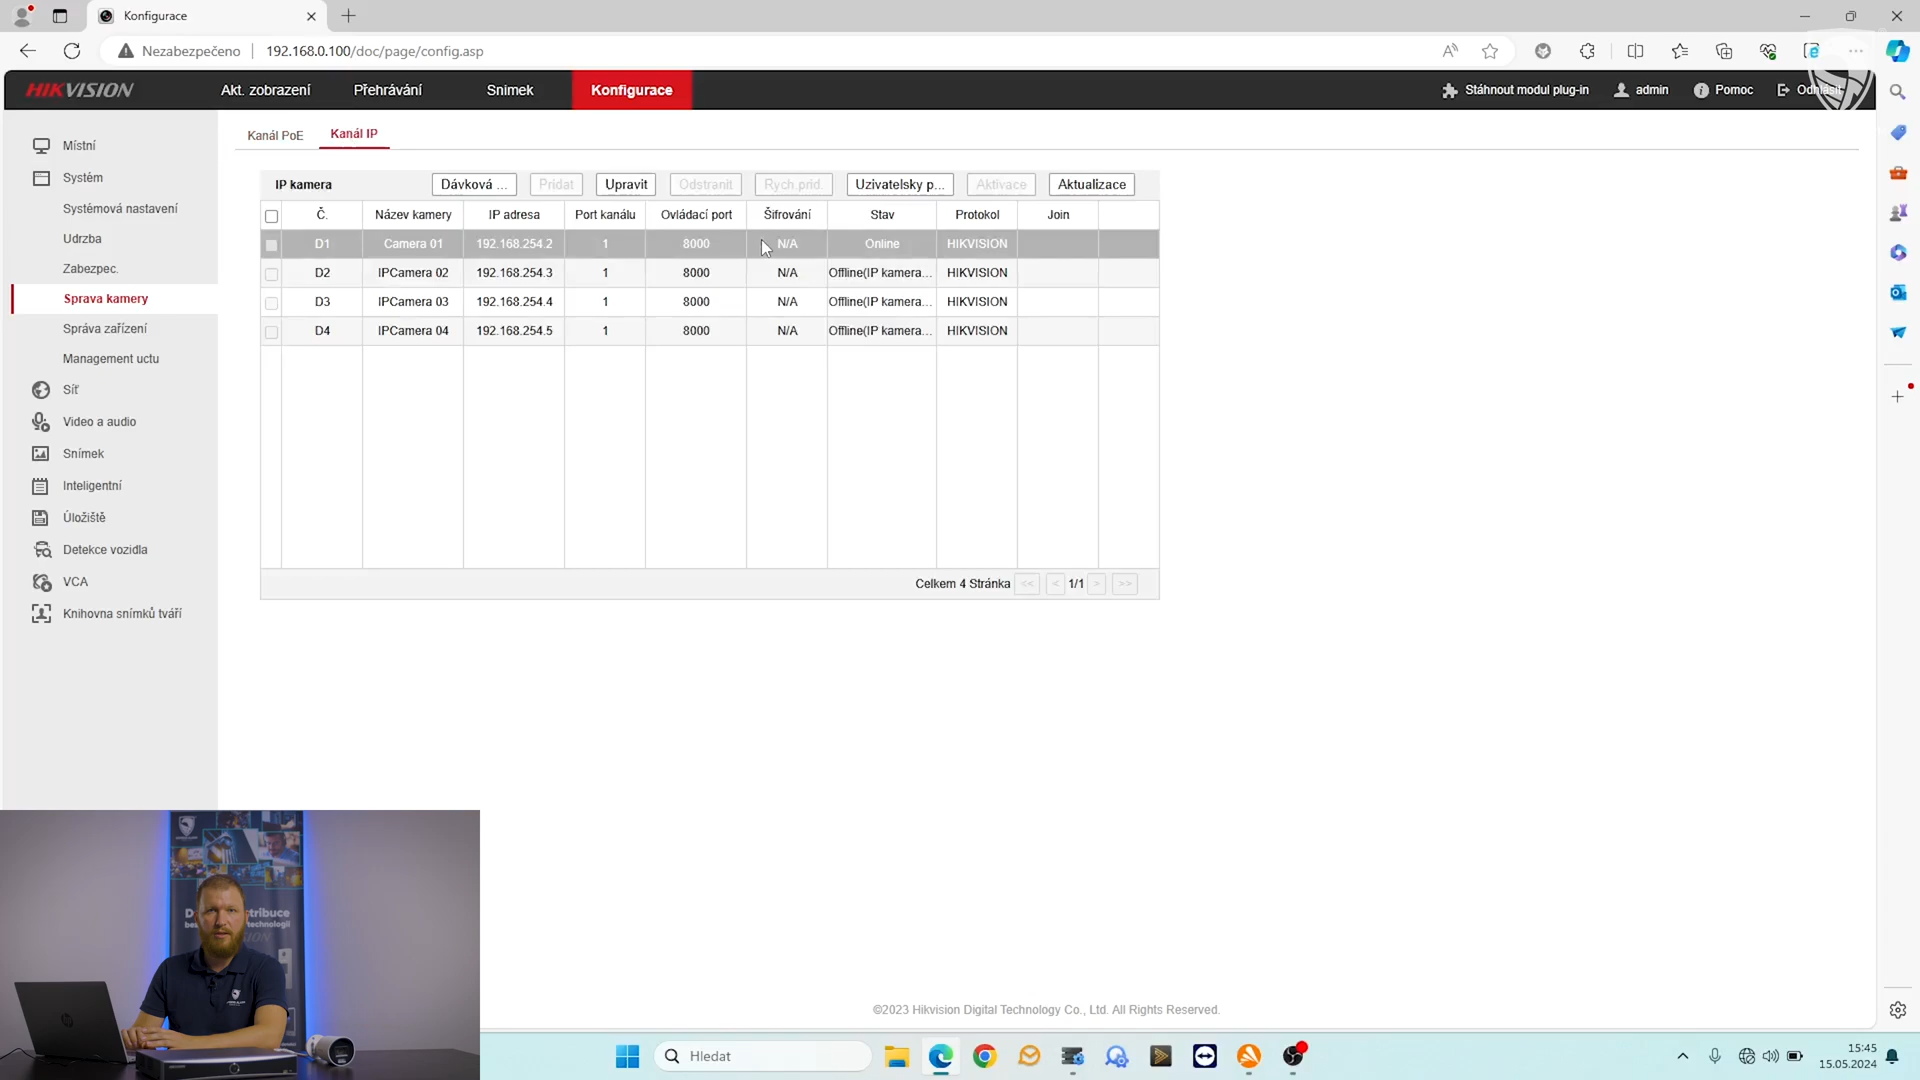 Konfigurace
Nezabezpečeno 192.168.0.100/doc/page/config.asp
HIKVISION Akt. zobrazení Přehrávání Snimek Konfigurace Stáhnout modul plug-in admin Pomoc Odhlásit
Kanál PoE Kanál IP
Místní
Systém
Systémová nastavení
Udrzba
Zabezpec.
Sprava kamery
Správa zařízení
Management uctu
Síť
Video a audio
Snímek
Inteligentní
Úložiště
Detekce vozidla
VCA
Knihovna snímků tváří
IP kamera Dávková ... Pridat Upravit Odstranit Rych.prid. Uzivatelsky p... Aktivace Aktualizace
Č. Název kamery IP adresa Port kanálu Ovládací port Šifrování Stav Protokol Join
D1 Camera 01 192.168.254.2 1 8000 N/A Online HIKVISION
D2 IPCamera 02 192.168.254.3 1 8000 N/A Offline(IP kamera... HIKVISION
D3 IPCamera 03 192.168.254.4 1 8000 N/A Offline(IP kamera... HIKVISION
D4 IPCamera 04 192.168.254.5 1 8000 N/A Offline(IP kamera... HIKVISION
Celkem 4 Stránka << < 1/1 > >>
©2023 Hikvision Digital Technology Co., Ltd. All Rights Reserved.
Hledat
15:45
15.05.2024